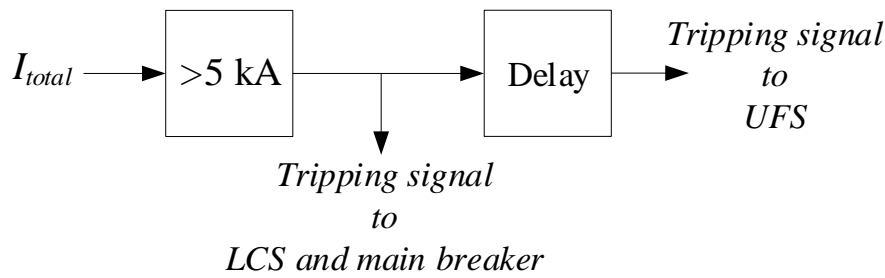 I_total
>5 kA
Delay
Tripping signal
to
UFS
Tripping signal
to
LCS and main breaker